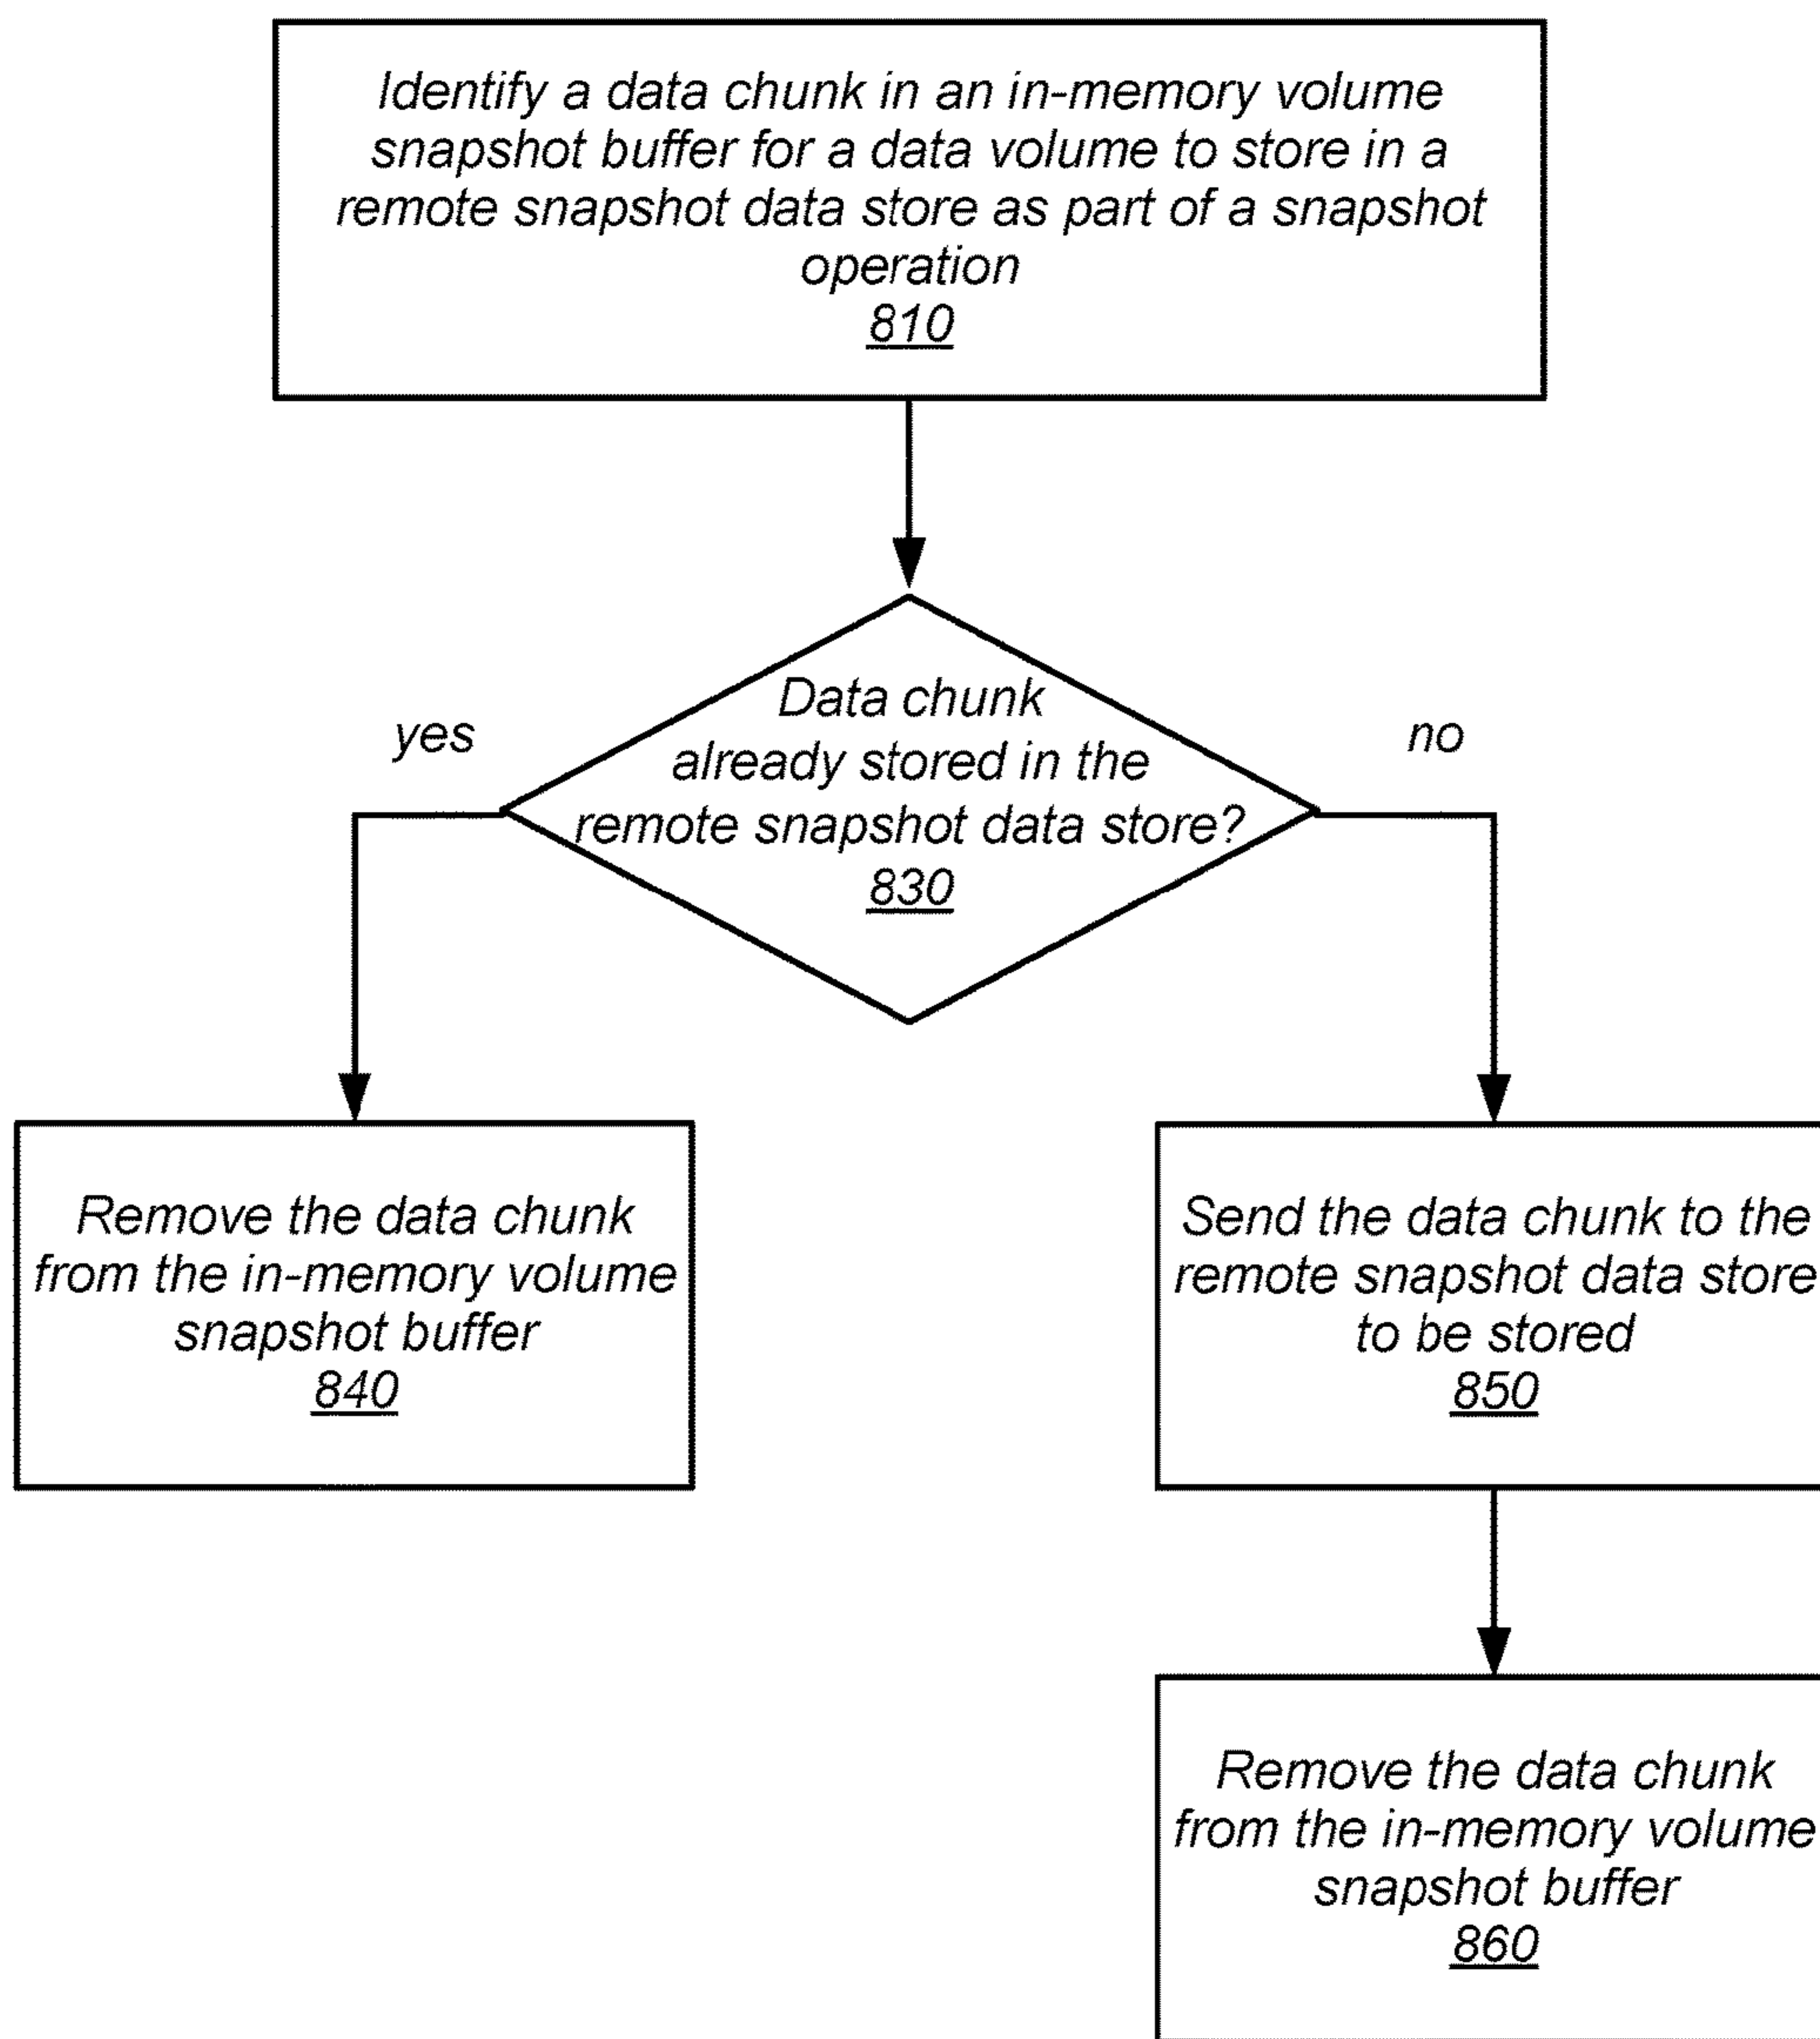 Identify a data chunk in an in-memory volume
snapshot buffer for a data volume to store in a
remote snapshot data store as part of a snapshot
operation
810
Data chunk
already stored in the
remote snapshot data store?
830
yes
no
Remove the data chunk
from the in-memory volume
snapshot buffer
840
Send the data chunk to the
remote snapshot data store
to be stored
850
Remove the data chunk
from the in-memory volume
snapshot buffer
860